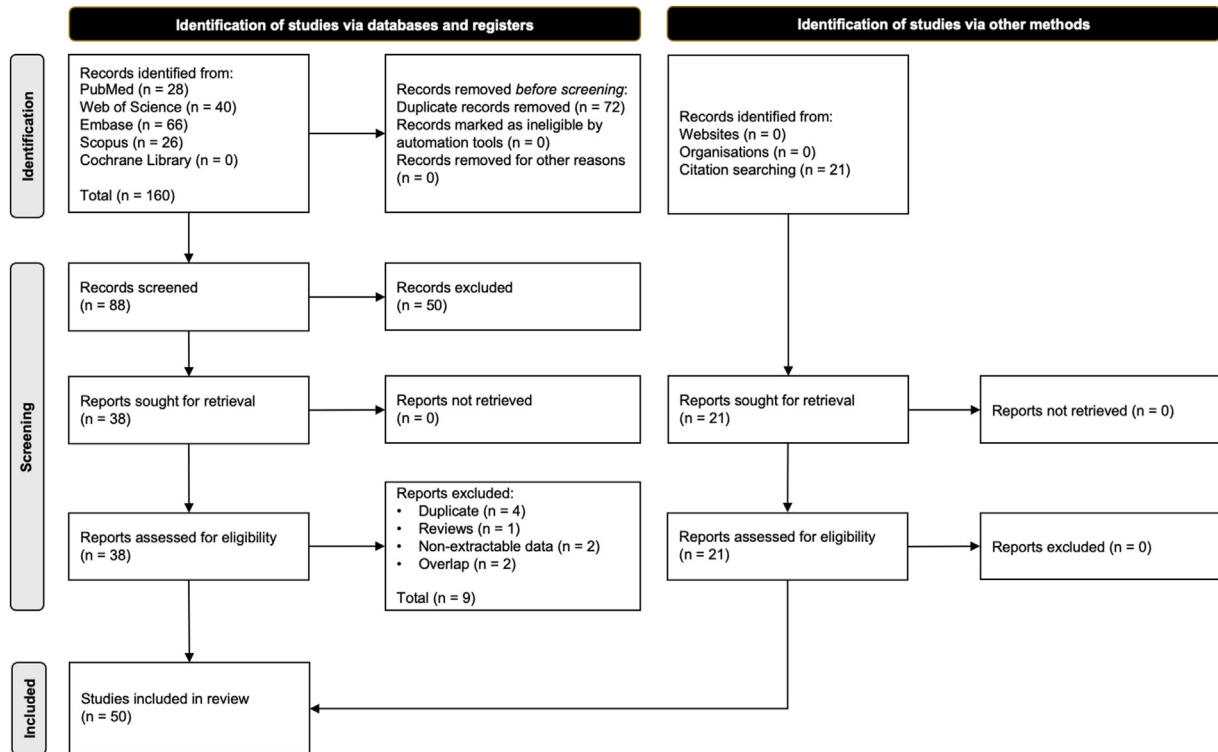 Identification of studies via databases and registers
Identification of studies via other methods
Identification
Records identified from:
PubMed (n = 28)
Web of Science (n = 40)
Embase (n = 66)
Scopus (n = 26)
Cochrane Library (n = 0)
Total (n = 160)
Records removed before screening:
Duplicate records removed (n = 72)
Records marked as ineligible by
automation tools (n = 0)
Records removed for other reasons
(n = 0)
Records identified from:
Websites (n = 0)
Organisations (n = 0)
Citation searching (n = 21)
Screening
Records screened
(n = 88)
Records excluded
(n = 50)
Reports sought for retrieval
(n = 38)
Reports not retrieved
(n = 0)
Reports sought for retrieval
(n = 21)
Reports not retrieved (n = 0)
Reports assessed for eligibility
(n = 38)
Reports excluded:
• Duplicate (n = 4)
• Reviews (n = 1)
• Non-extractable data (n = 2)
• Overlap (n = 2)
Total (n = 9)
Reports assessed for eligibility
(n = 21)
Reports excluded (n = 0)
Included
Studies included in review
(n = 50)